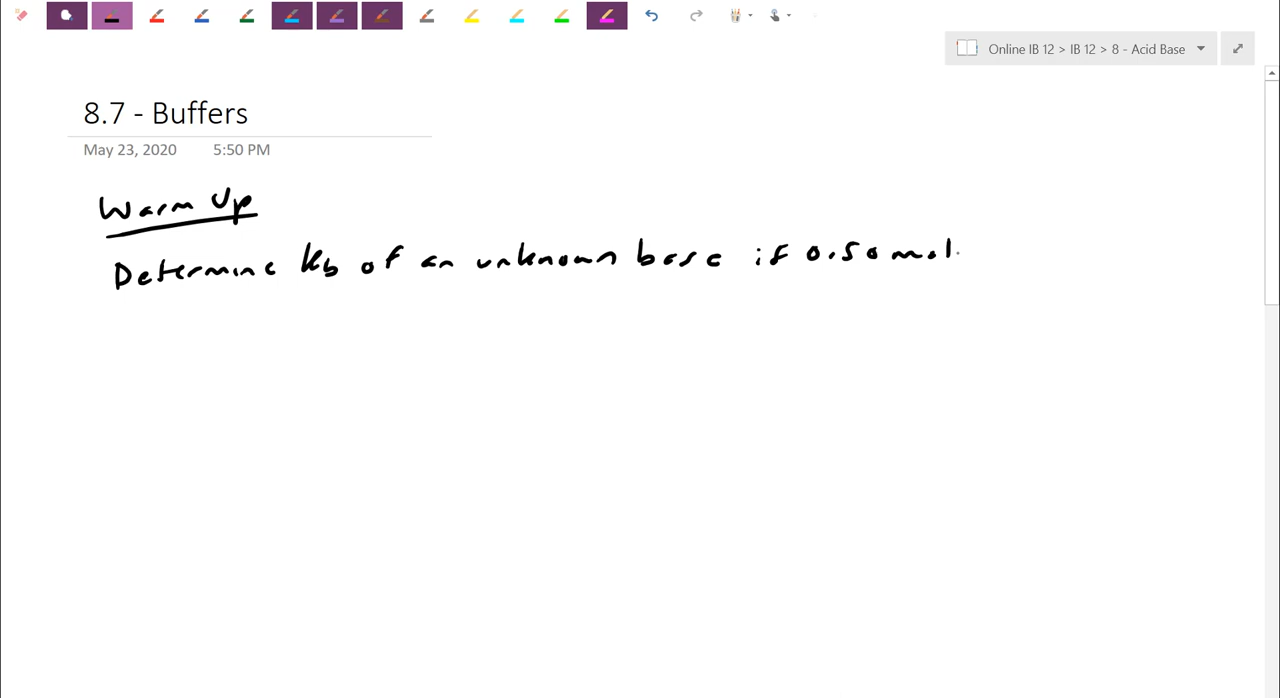 Online IB 12 > IB 12 > 8 - Acid Base
8.7 - Buffers
May 23, 2020 5:50 PM
Warm Up
Determine Kb of an unknown base if 0.50 mol